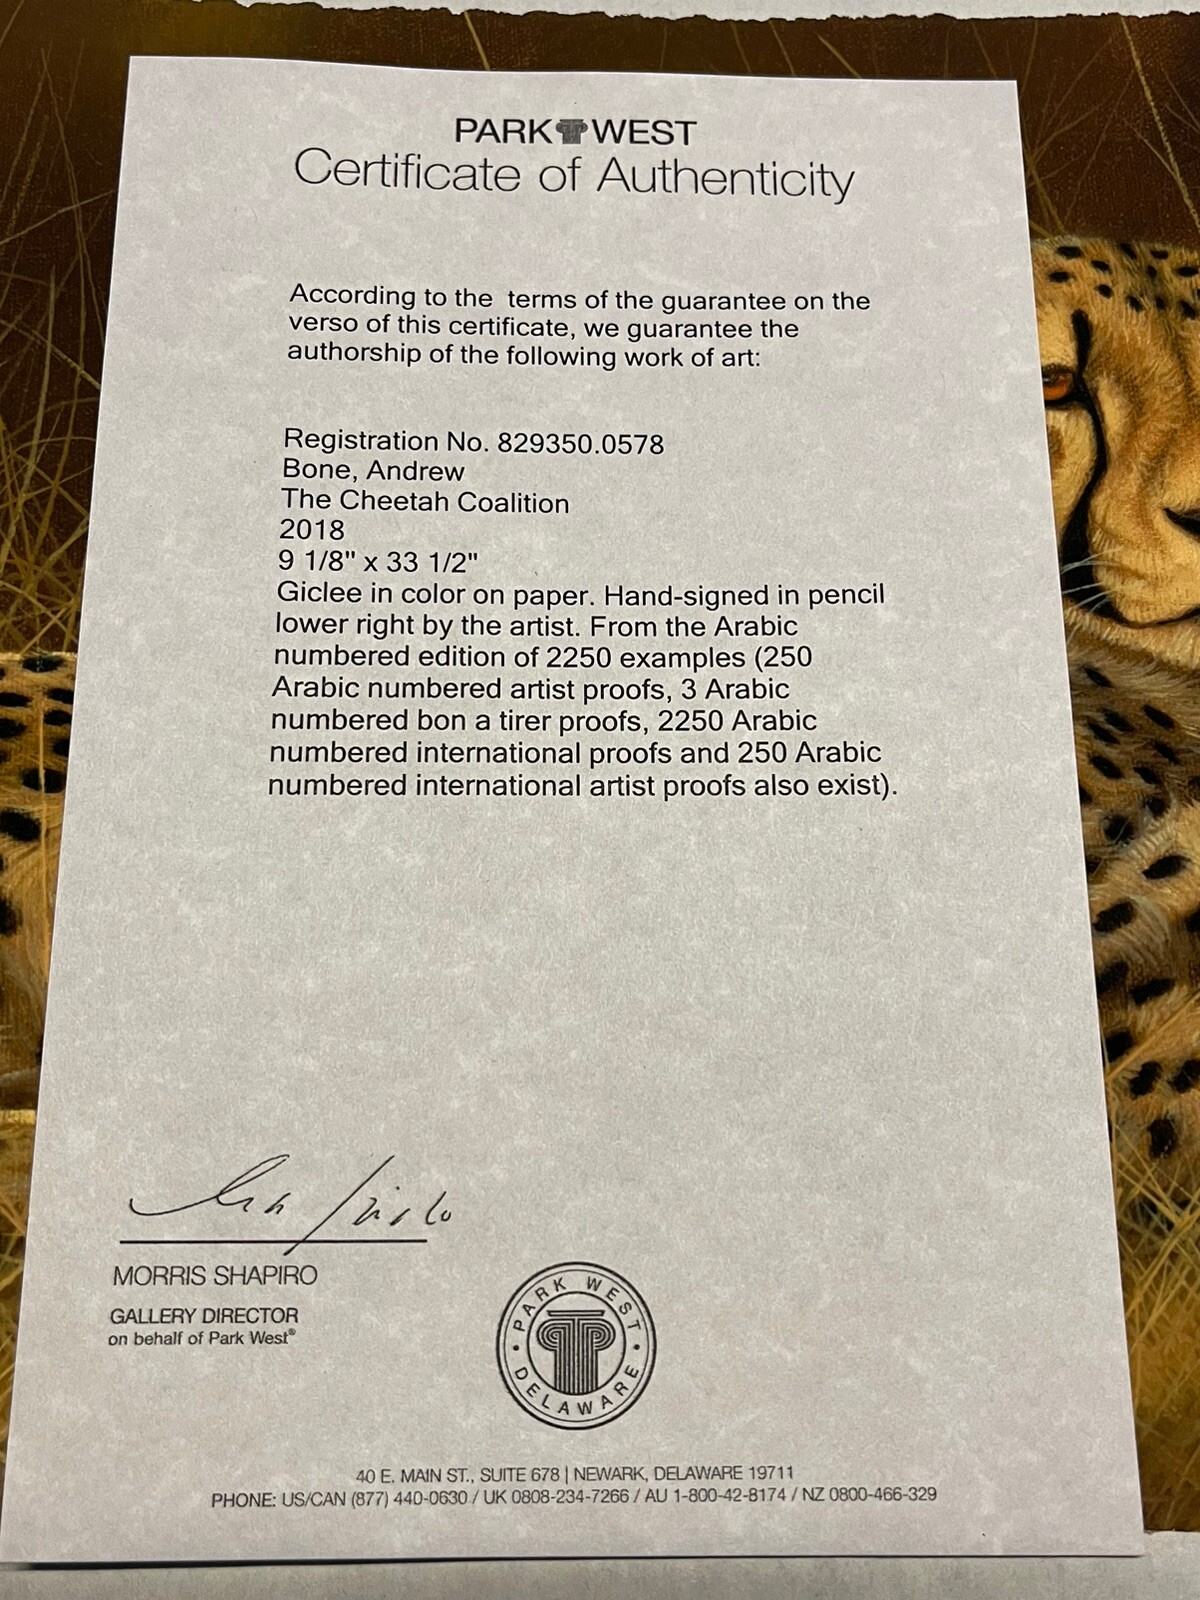 PARK WEST
Certificate of Authenticity
According to the terms of the guarantee on the
verso of this certificate, we guarantee the
authorship of the following work of art:
Registration No. 829350.0578
Bone, Andrew
The Cheetah Coalition
2018
9 1/8" x 33 1/2"
Giclee in color on paper. Hand-signed in pencil
lower right by the artist. From the Arabic
numbered edition of 2250 examples (250
Arabic numbered artist proofs, 3 Arabic
numbered bon a tirer proofs, 2250 Arabic
numbered international proofs and 250 Arabic
numbered international artist proofs also exist).
MORRIS SHAPIRO
GALLERY DIRECTOR
on behalf of Park West®
PARK WEST
DELAWARE
40 E. MAIN ST., SUITE 678 | NEWARK, DELAWARE 19711
PHONE: US/CAN (877) 440-0630 / UK 0808-234-7266 / AU 1-800-42-8174 / NZ 0800-466-329